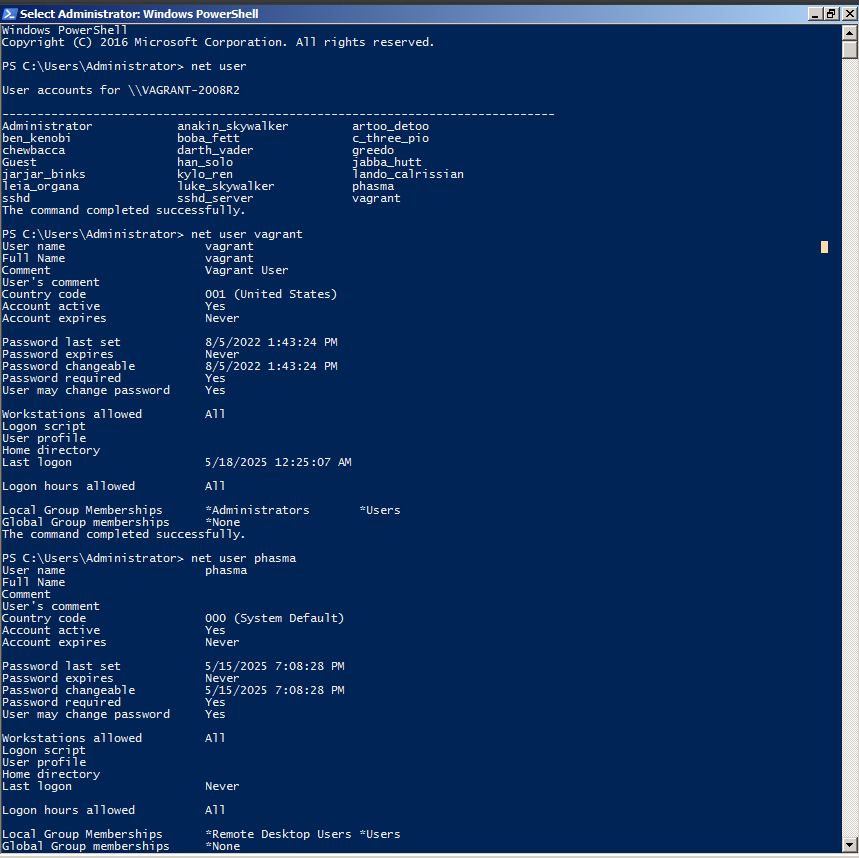 Select Administrator: Windows PowerShell
Windows PowerShell
Copyright (C) 2016 Microsoft Corporation. All rights reserved.
PS C:\Users\Administrator> net user
User accounts for \\VAGRANT-2008R2
-------------------------------------------------------------------------------
Administrator            anakin_skywalker         artoo_detoo
ben_kenobi               boba_fett                c_three_pio
chewbacca                darth_vader              greedo
Guest                    han_solo                 jabba_hutt
jarjar_binks             kylo_ren                 lando_calrissian
leia_organa              luke_skywalker           phasma
sshd                     sshd_server              vagrant
The command completed successfully.
PS C:\Users\Administrator> net user vagrant
User name                    vagrant
Full Name                    vagrant
Comment                      Vagrant User
User's comment
Country code                 001 (United States)
Account active               Yes
Account expires              Never
Password last set            8/5/2022 1:43:24 PM
Password expires             Never
Password changeable          8/5/2022 1:43:24 PM
Password required            Yes
User may change password     Yes
Workstations allowed         All
Logon script
User profile
Home directory
Last logon                   5/18/2025 12:25:07 AM
Logon hours allowed          All
Local Group Memberships      *Administrators       *Users
Global Group memberships     *None
The command completed successfully.
PS C:\Users\Administrator> net user phasma
User name                    phasma
Full Name
Comment
User's comment
Country code                 000 (System Default)
Account active               Yes
Account expires              Never
Password last set            5/15/2025 7:08:28 PM
Password expires             Never
Password changeable          5/15/2025 7:08:28 PM
Password required            Yes
User may change password     Yes
Workstations allowed         All
Logon script
User profile
Home directory
Last logon                   Never
Logon hours allowed          All
Local Group Memberships      *Remote Desktop Users *Users
Global Group memberships     *None